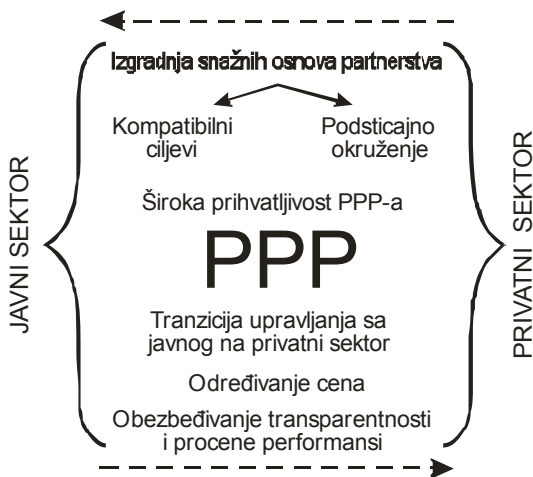 Izgradnja snažnih osnova partnerstva
Kompatibilni
ciljevi
Podsticajno
okruženje
JAVNI SEKTOR
PRIVATNI SEKTOR
Široka prihvatljivost PPP-a
PPP
Tranzicija upravljanja sa
javnog na privatni sektor
Određivanje cena
Obezbeđivanje transparentnosti
i procene performansi